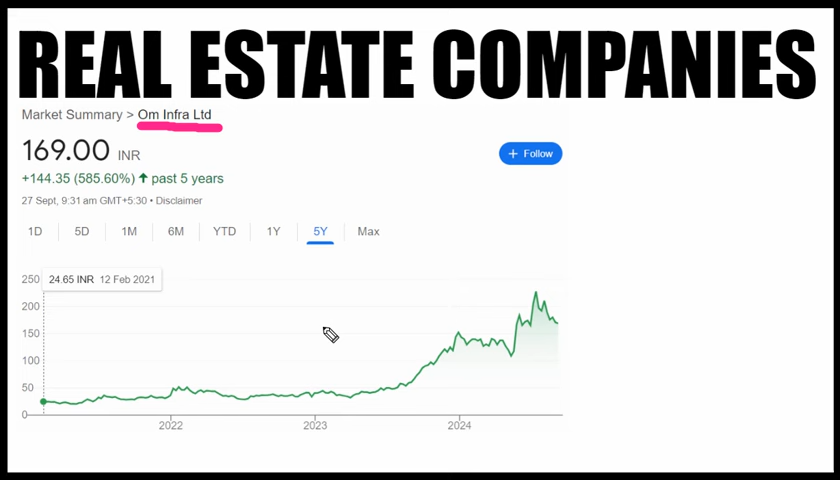 REAL ESTATE COMPANIES
Market Summary > Om Infra Ltd
169.00 INR
+ Follow
+144.35 (585.60%) ↑ past 5 years
27 Sept, 9:31 am GMT+5:30 • Disclaimer
1D 5D 1M 6M YTD 1Y 5Y Max
250
24.65 INR 12 Feb 2021
200
150
100
50
0
2022 2023 2024